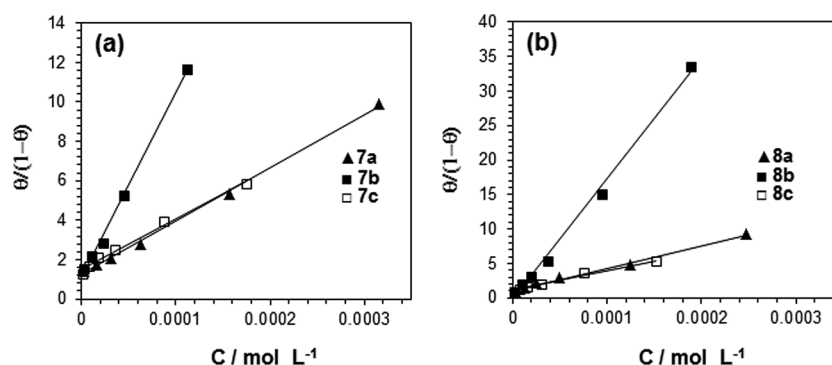 (a)
14
12
10
8
6
4
2
0
θ/(1−θ)
▲ 7a
■ 7b
□ 7c
0 0.0001 0.0002 0.0003
C / mol L-1
(b)
40
35
30
25
20
15
10
5
0
θ/(1−θ)
▲ 8a
■ 8b
□ 8c
0 0.0001 0.0002 0.0003
C / mol L-1